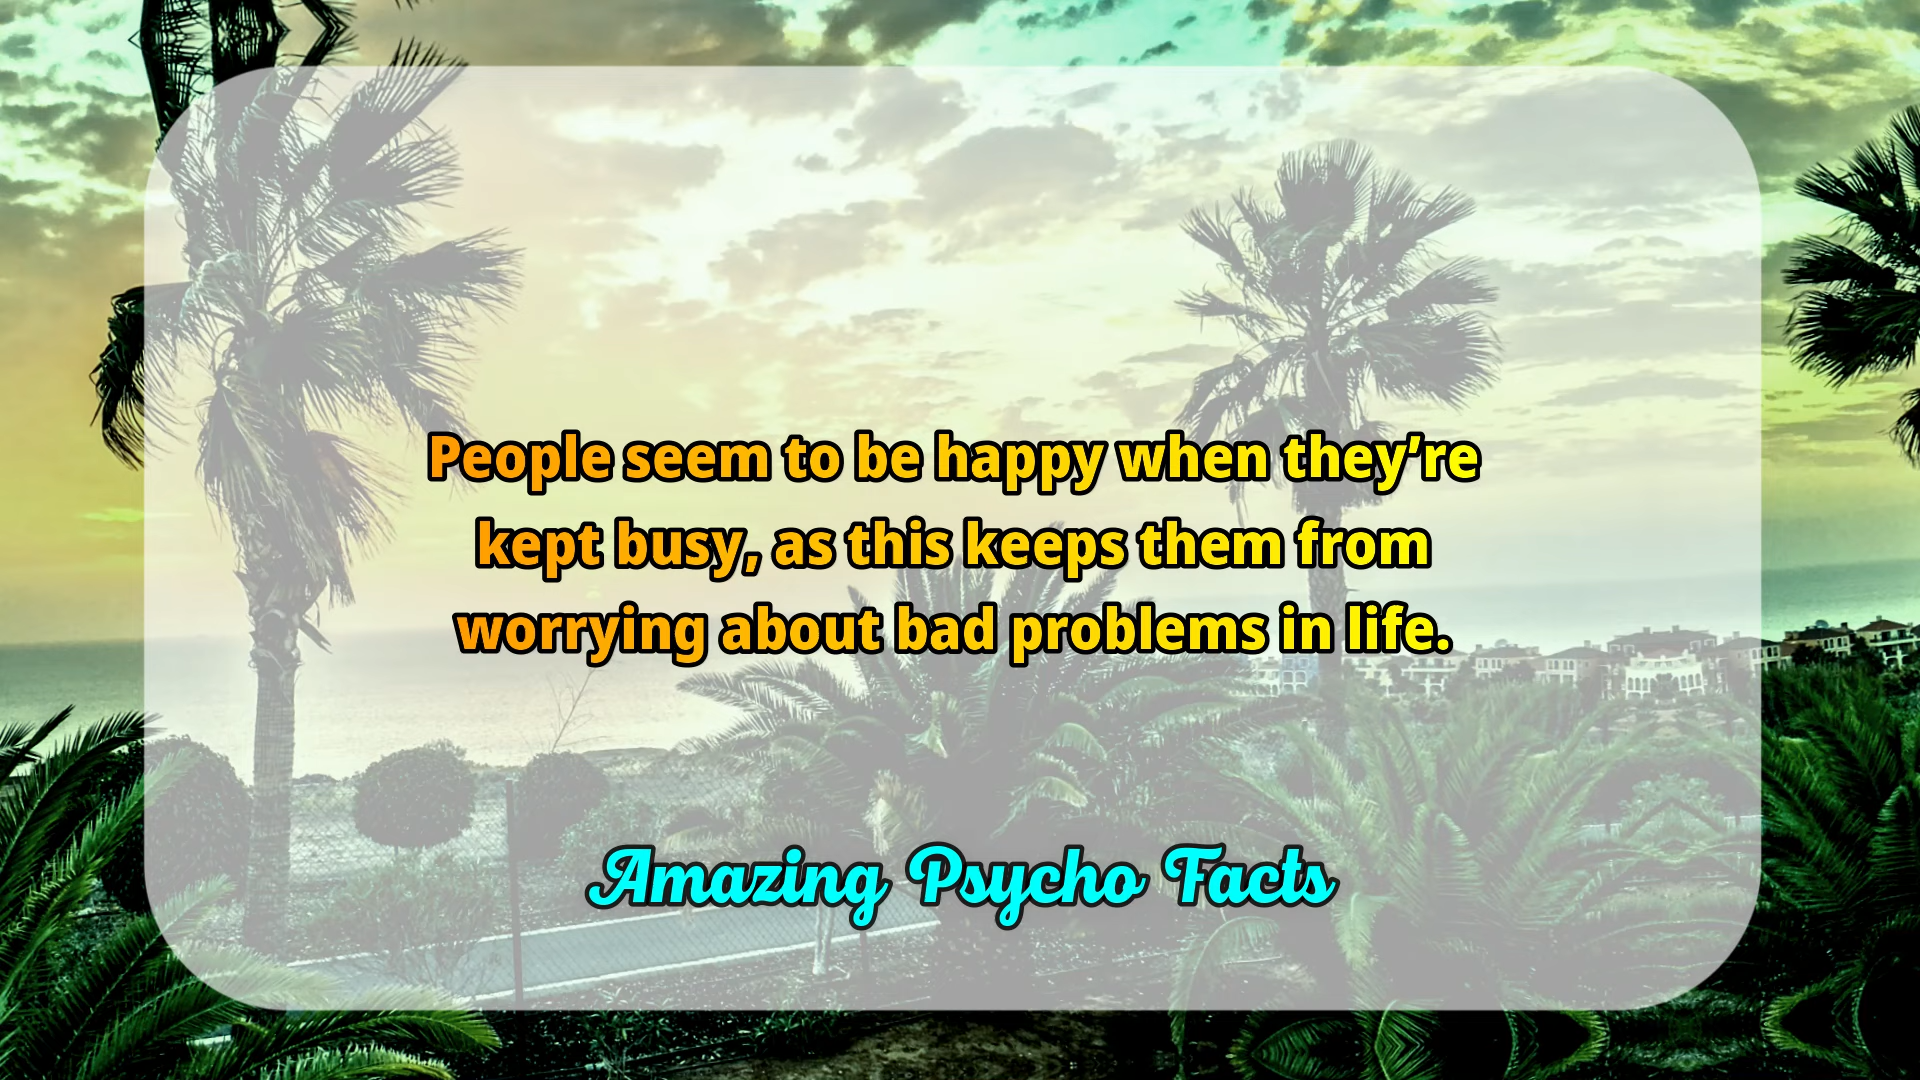 People seem to be happy when they’re
kept busy, as this keeps them from
worrying about bad problems in life.
Amazing Psycho Facts